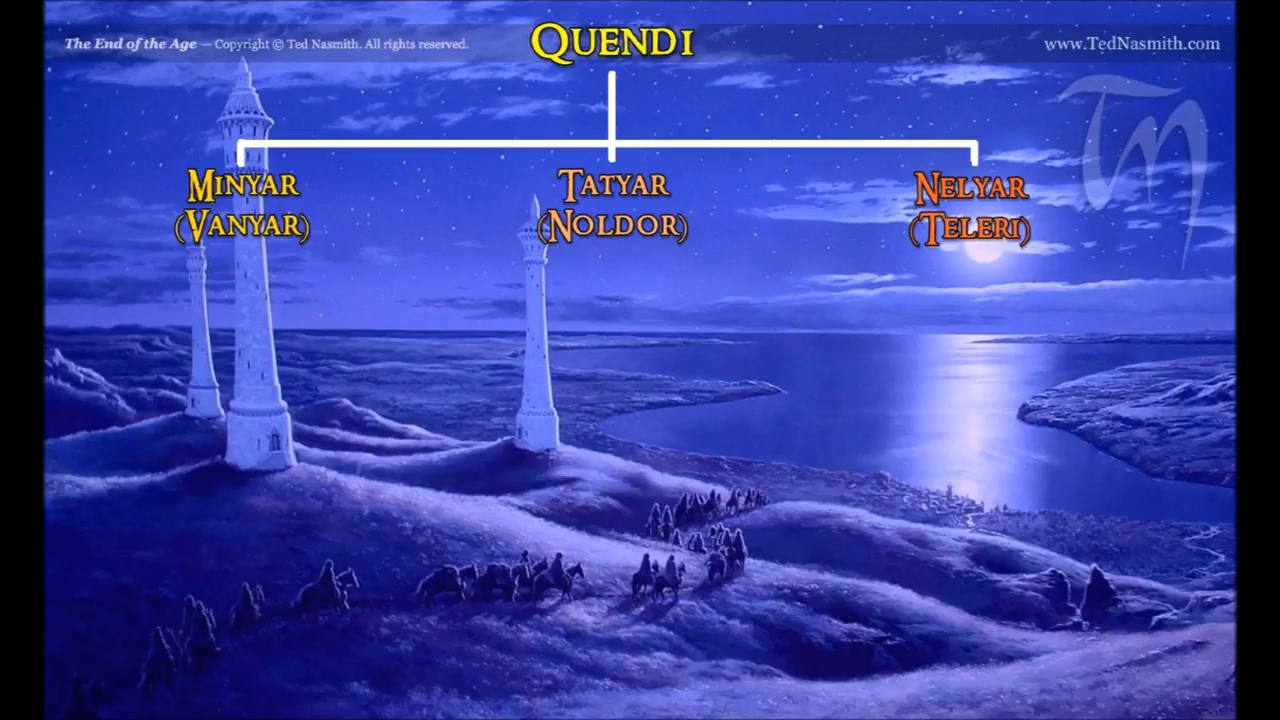 The End of the Age — Copyright © Ted Nasmith. All rights reserved.
QUENDI
www.TedNasmith.com
MINYAR
(VANYAR)
TATYAR
(NOLDOR)
NELYAR
(TELERI)